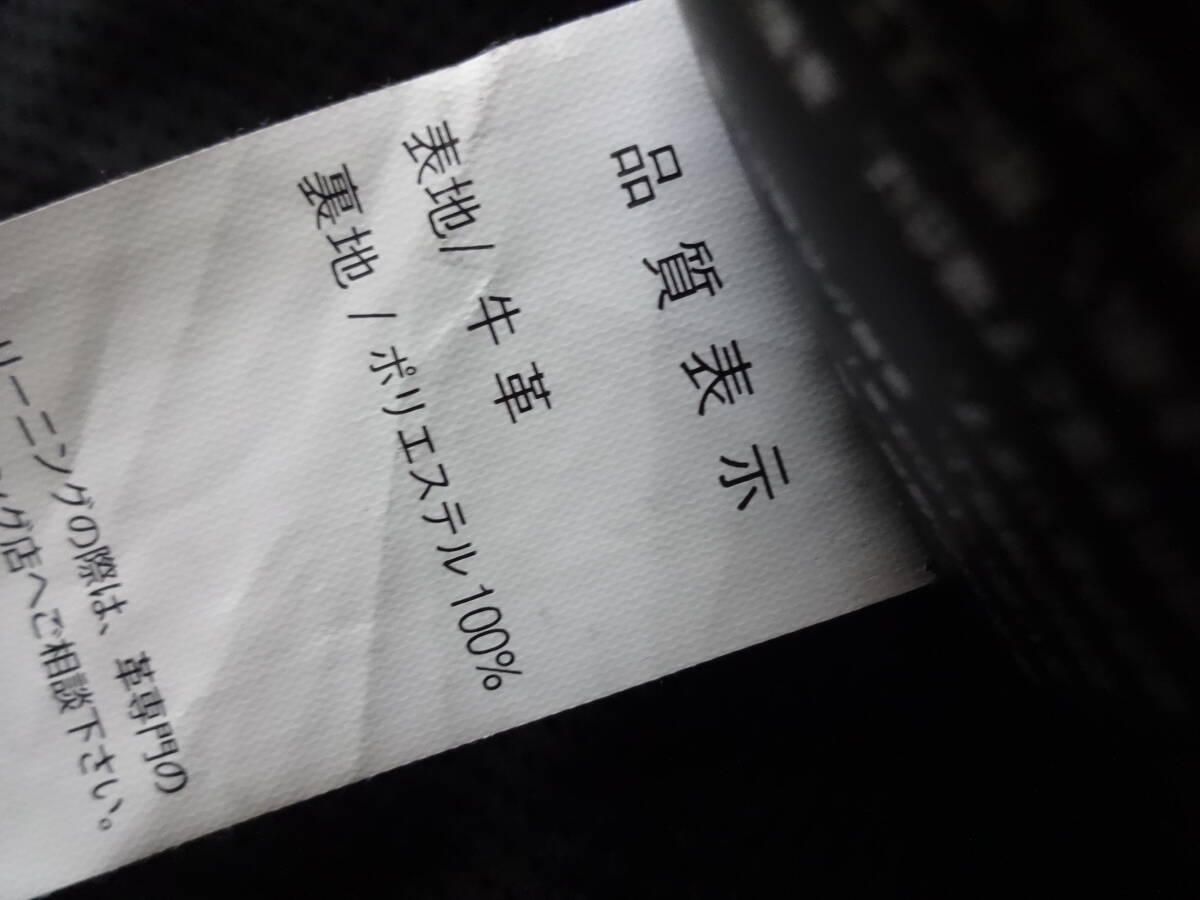 品質表示
表地/ 牛革
裏地 / ポリエステル100%
リーニングの際は、革専門の
グ店へご相談下さい。